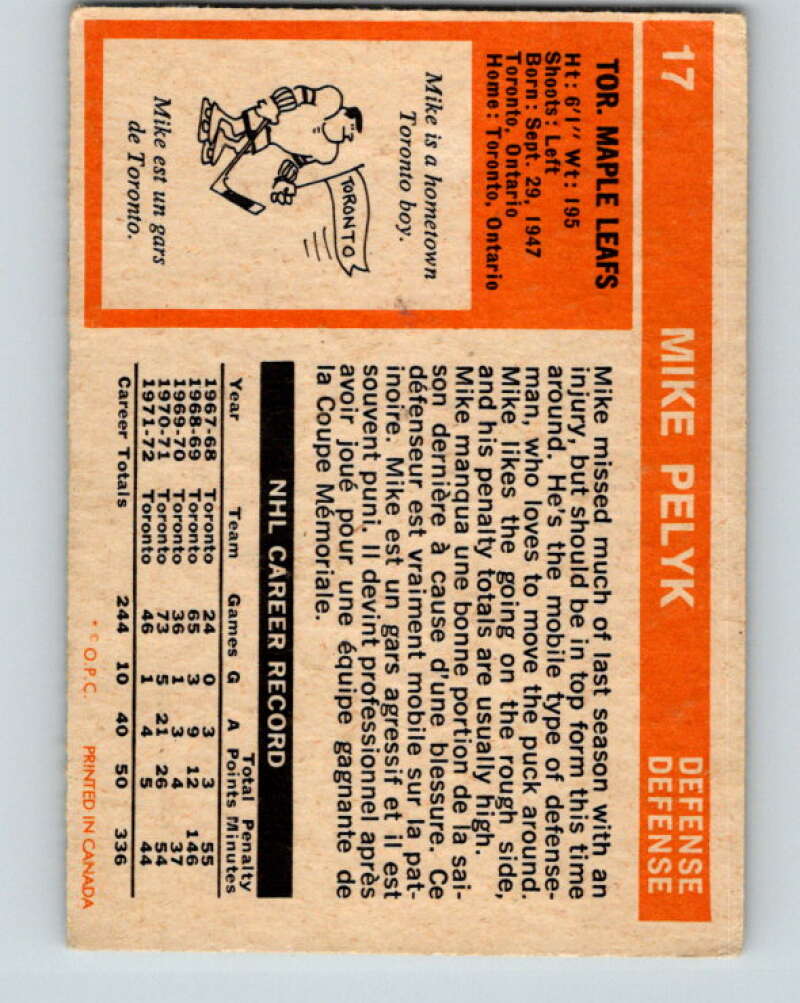 17
MIKE PELYK
DEFENSE
DEFENSE
TOR. MAPLE LEAFS
Ht: 6'1" Wt: 195
Shoots: Left
Born: Sept. 29, 1947
Toronto, Ontario
Home: Toronto, Ontario
Mike is a hometown
Toronto boy.
TORONTO
Mike est un gars
de Toronto.
Mike missed much of last season with an
injury, but should be in top form this time
around. He's the mobile type of defense-
man, who loves to move the puck around.
Mike likes the going on the rough side,
and his penalty totals are usually high.
Mike manqua une bonne portion de la sai-
son dernière à cause d'une blessure. Ce
défenseur est vraiment mobile sur la pat-
inoire. Mike est un gars agressif et il est
souvent puni. Il devint professionnel après
avoir joué pour une équipe gagnante de
la Coupe Mémoriale.
NHL CAREER RECORD
Total Penalty
Year Team Games G A Points Minutes
1967-68 Toronto 24 0 3 3 55
1968-69 Toronto 65 3 9 12 146
1969-70 Toronto 36 1 3 4 37
1970-71 Toronto 73 5 21 26 54
1971-72 Toronto 46 1 4 5 44
Career Totals 244 10 40 50 336
* © O.P.C. PRINTED IN CANADA